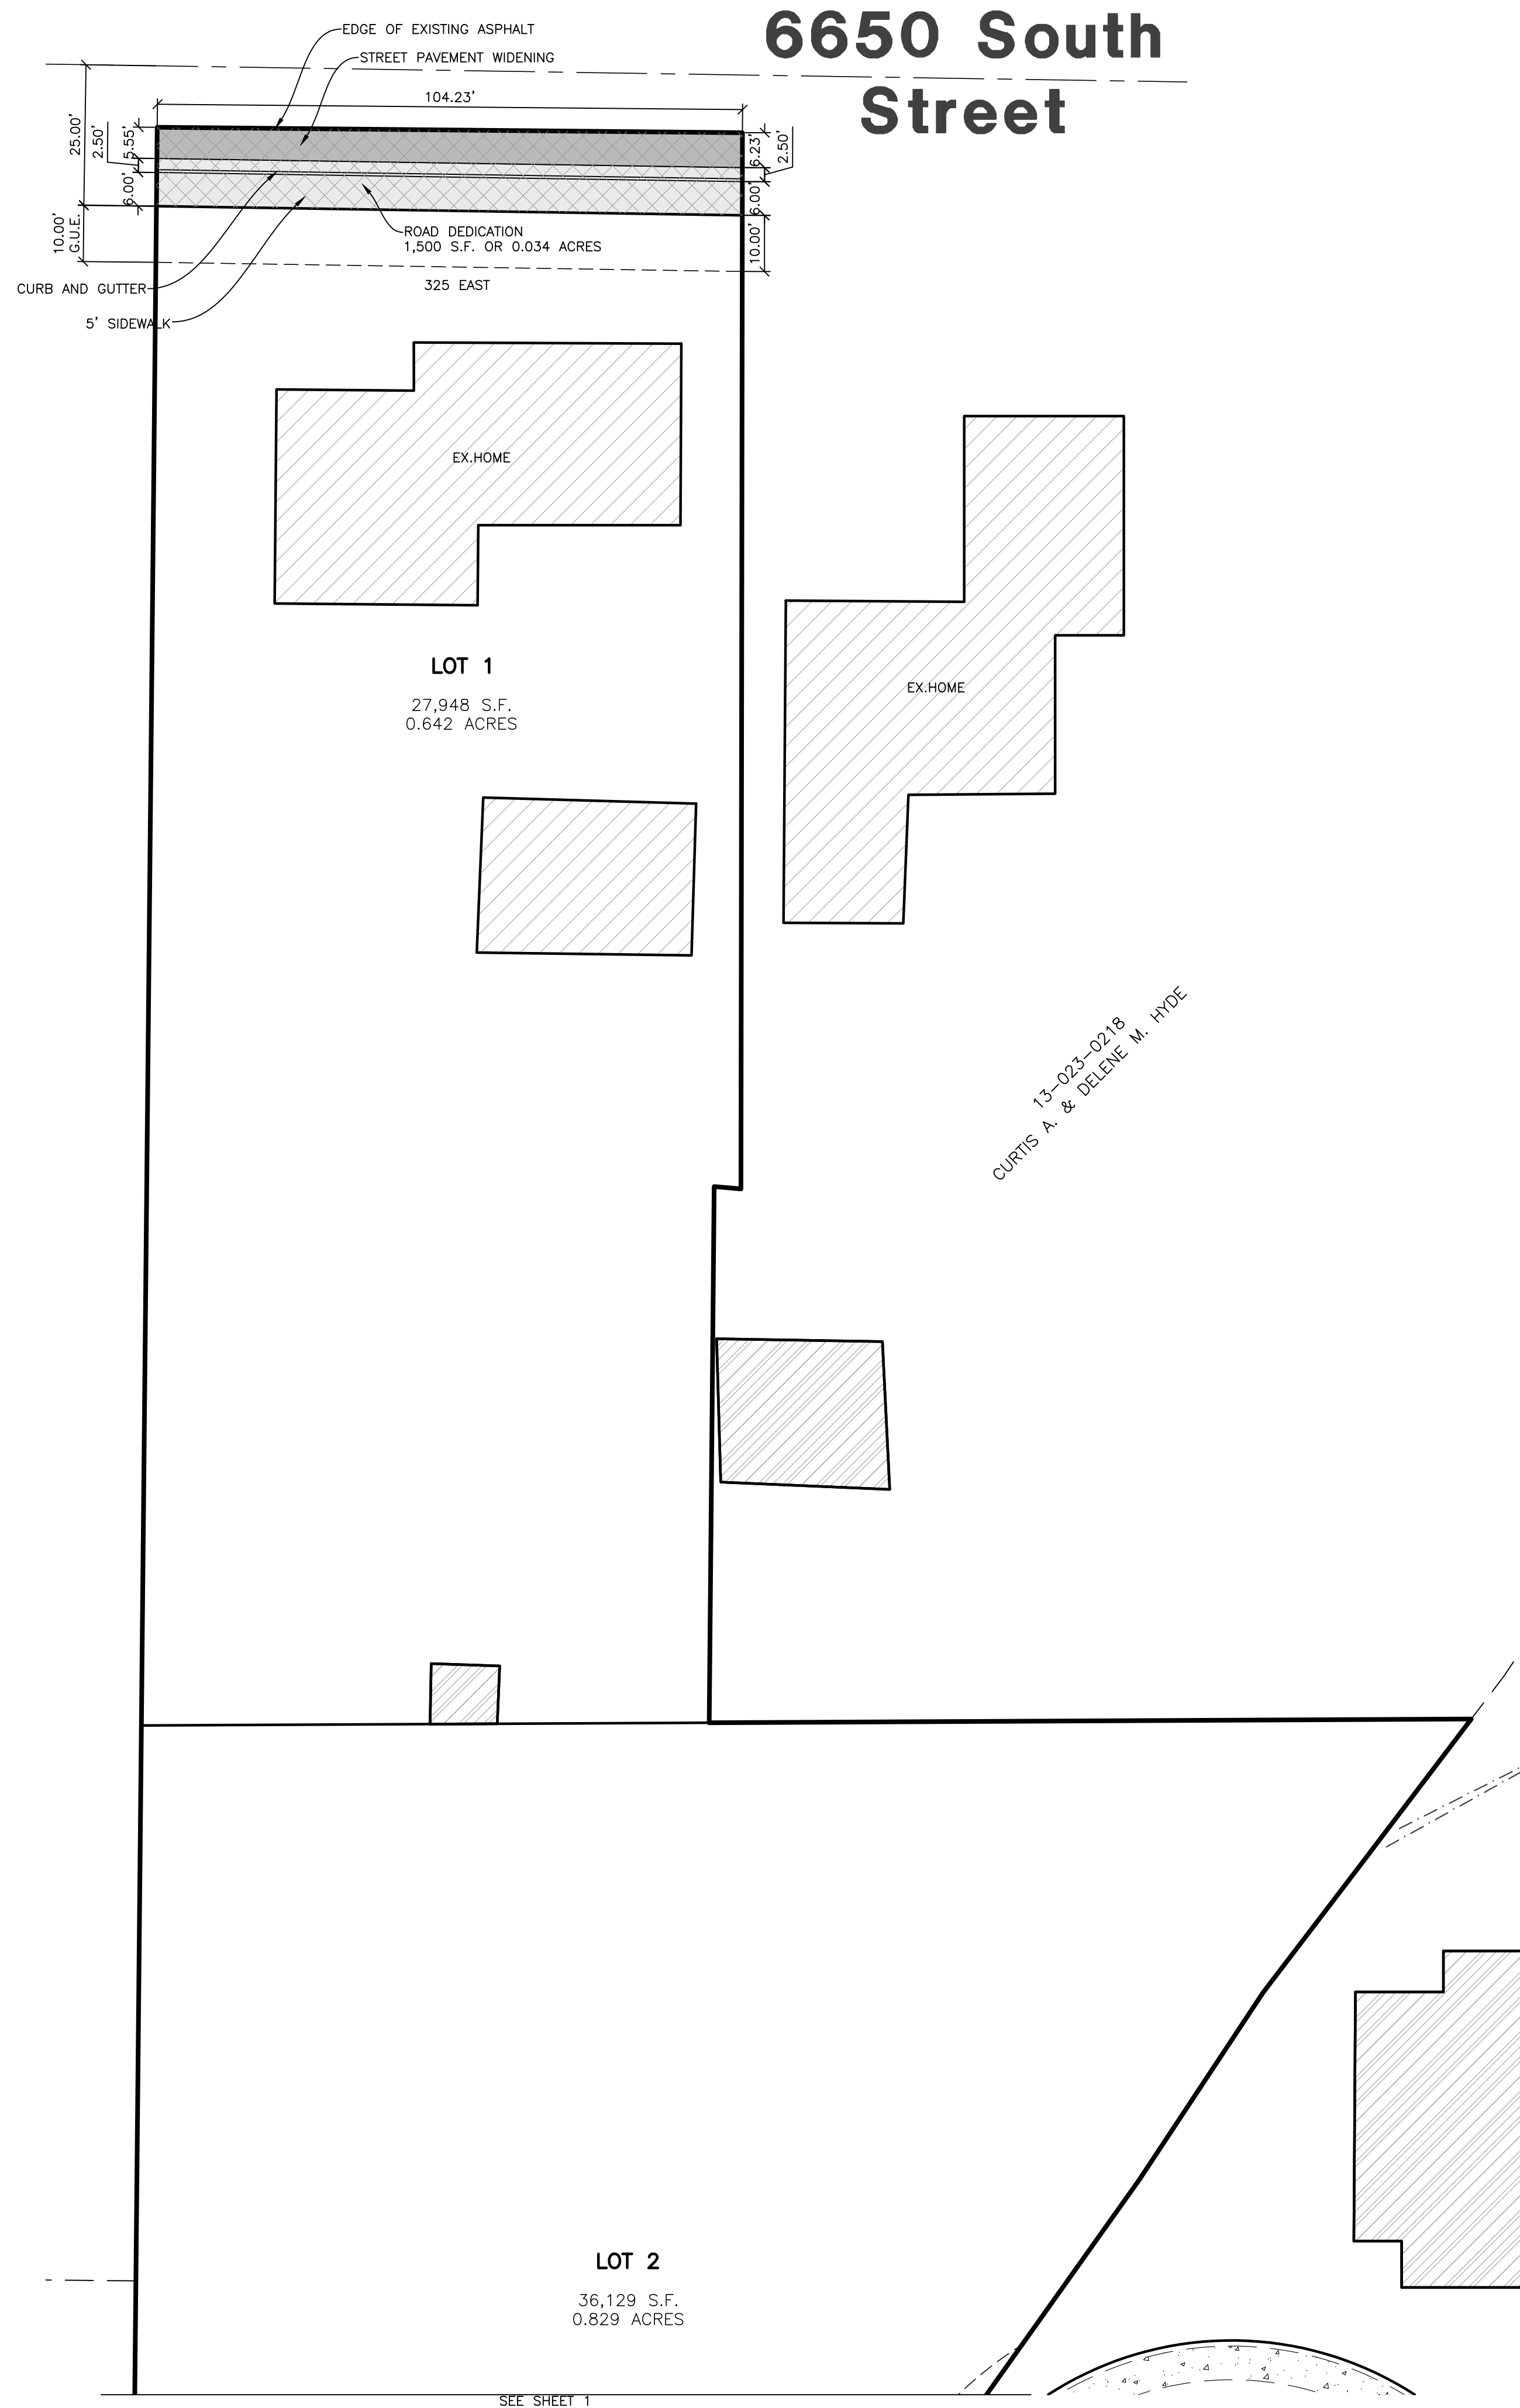 6650 South
Street
EDGE OF EXISTING ASPHALT
STREET PAVEMENT WIDENING
104.23'
25.00'
2.50'
5.55'
6.00'
6.23'
2.50'
6.00'
10.00'
G.U.E.
10.00'
ROAD DEDICATION
1,500 S.F. OR 0.034 ACRES
325 EAST
CURB AND GUTTER
5' SIDEWALK
EX.HOME
LOT 1
27,948 S.F.
0.642 ACRES
EX.HOME
13-023-0218
CURTIS A. & DELENE M. HYDE
LOT 2
36,129 S.F.
0.829 ACRES
SEE SHEET 1